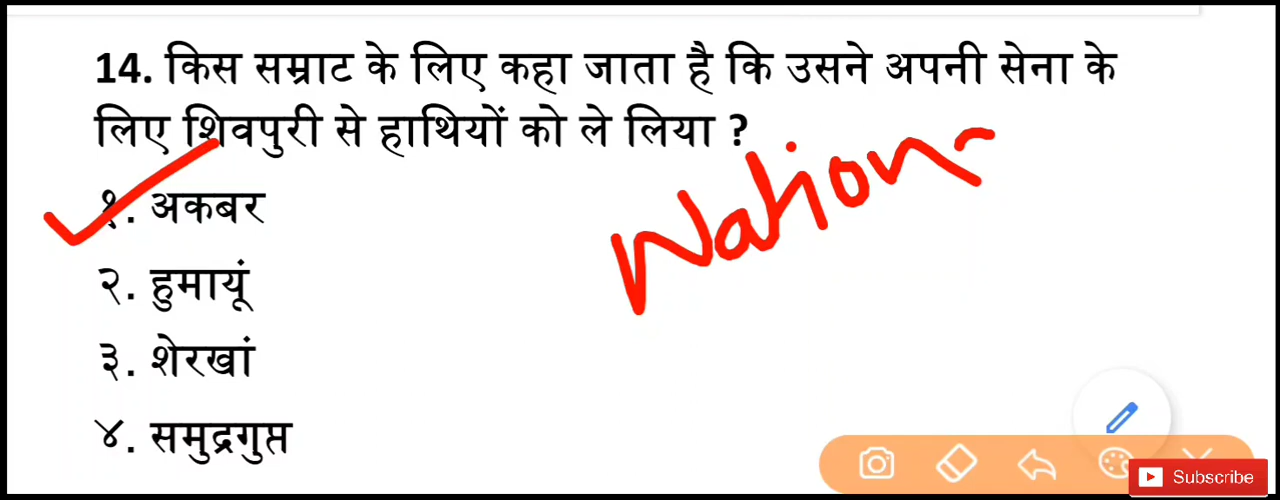 14. किस सम्राट के लिए कहा जाता है कि उसने अपनी सेना के
लिए शिवपुरी से हाथियों को ले लिया ?
१. अकबर
Nation
२. हुमायूं
३. शेरखां
४. समुद्रगुप्त
Subscribe